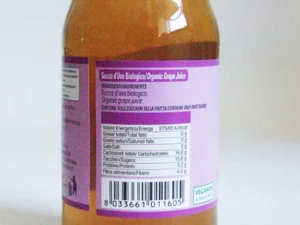 Succo d'Uva Biologico/Organic Grape Juice
INGREDIENTI/INGREDIENTS
Succo d'uva biologico.
Organic grape juice.
CONTIENE SOLO ZUCCHERI DELLA FRUTTA/CONTAINS ONLY FRUIT SUGARS
Valore Energetico/Energy
Grassi totali/Total fats
Grassi saturi/Satured fats
Sale/Salt
Carboidrati totali/ Carbohydrates
Zuccheri/Sugars
Proteine/Protein
Fibra alimentare/Fibers
8 033661 011605
VEGANOK